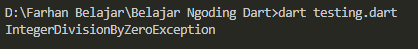 D:\Farhan Belajar\Belajar Ngoding Dart>dart testing.dart
IntegerDivisionByZeroException